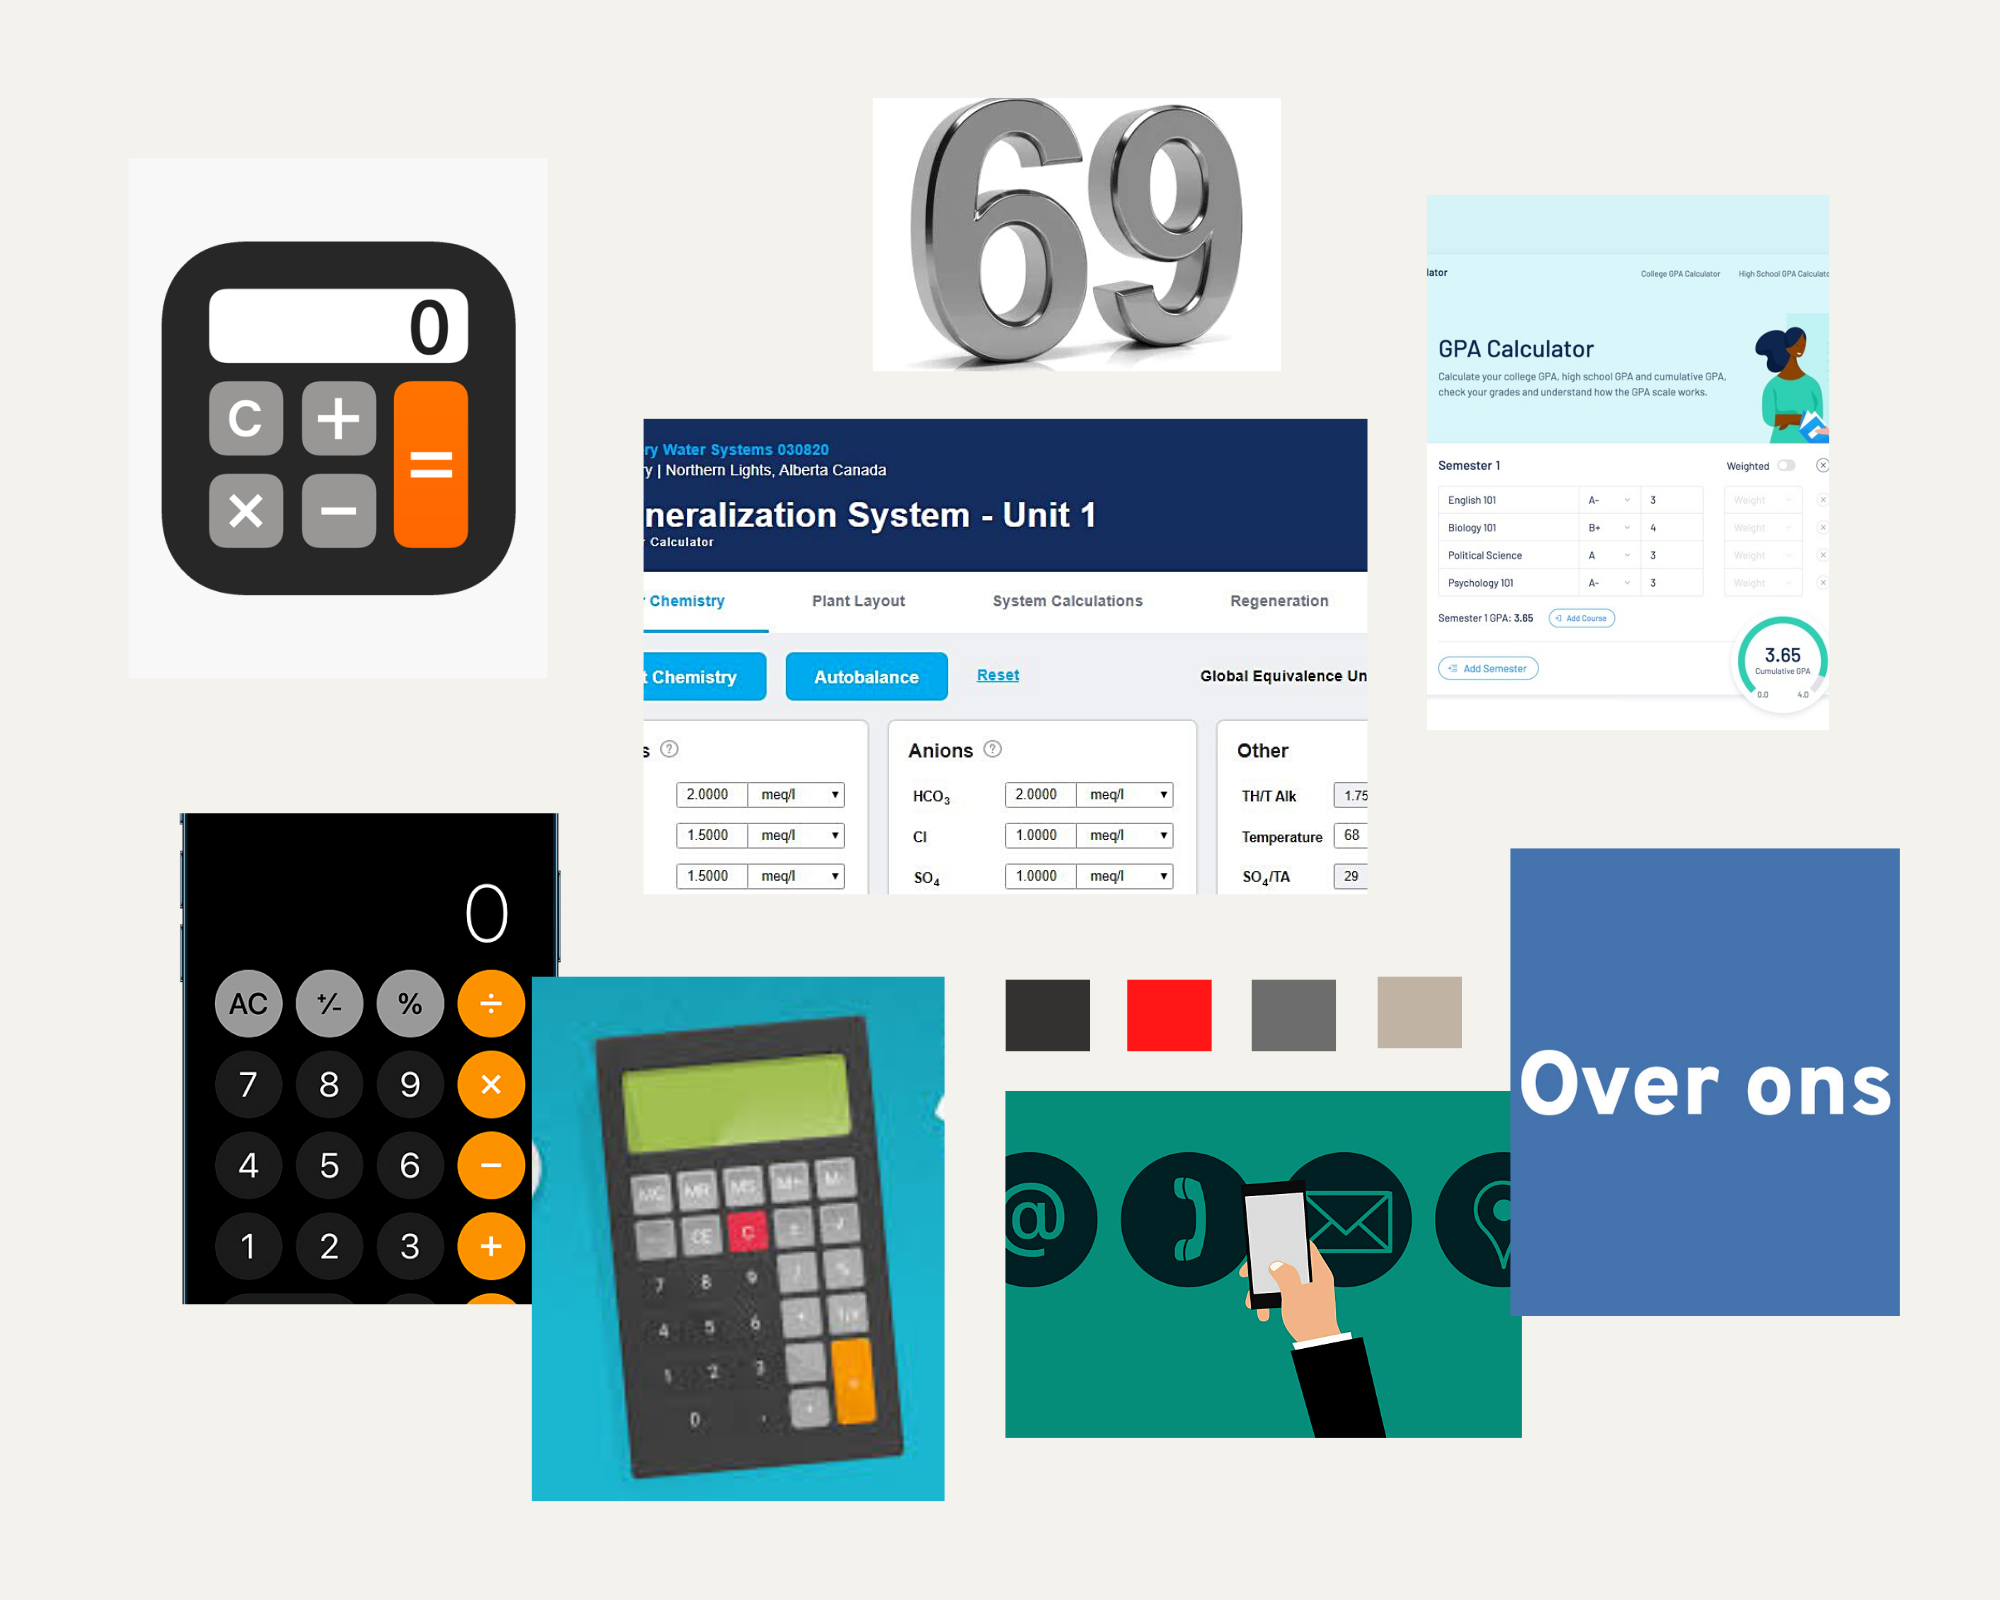 69
0
C +
=
× −
lator
College GPA Calculator
High School GPA Calculato
GPA Calculator
Calculate your college GPA, high school GPA and cumulative GPA,
check your grades and understand how the GPA scale works.
Semester 1
Weighted
English 101 A- 3 Weight
Biology 101 B+ 4 Weight
Political Science A 3 Weight
Psychology 101 A- 3 Weight
Semester 1 GPA: 3.65
Add Course
Add Semester
3.65
Cumulative GPA
0.0 4.0
ry Water Systems 030820
y | Northern Lights, Alberta Canada
neralization System - Unit 1
r Calculator
Chemistry Plant Layout System Calculations Regeneration
t Chemistry Autobalance Reset Global Equivalence Un
s ? Anions ? Other
2.0000 meq/l HCO₃ 2.0000 meq/l TH/T Alk 1.75
1.5000 meq/l Cl 1.0000 meq/l Temperature 68
1.5000 meq/l SO₄ 1.0000 meq/l SO₄/TA 29
0
AC +/- % ÷
7 8 9 ×
4 5 6 −
1 2 3 +
MC MR MS M+ M-
CE C
7 8 9
4 5 6
1 2 3
0 .
@
Over ons